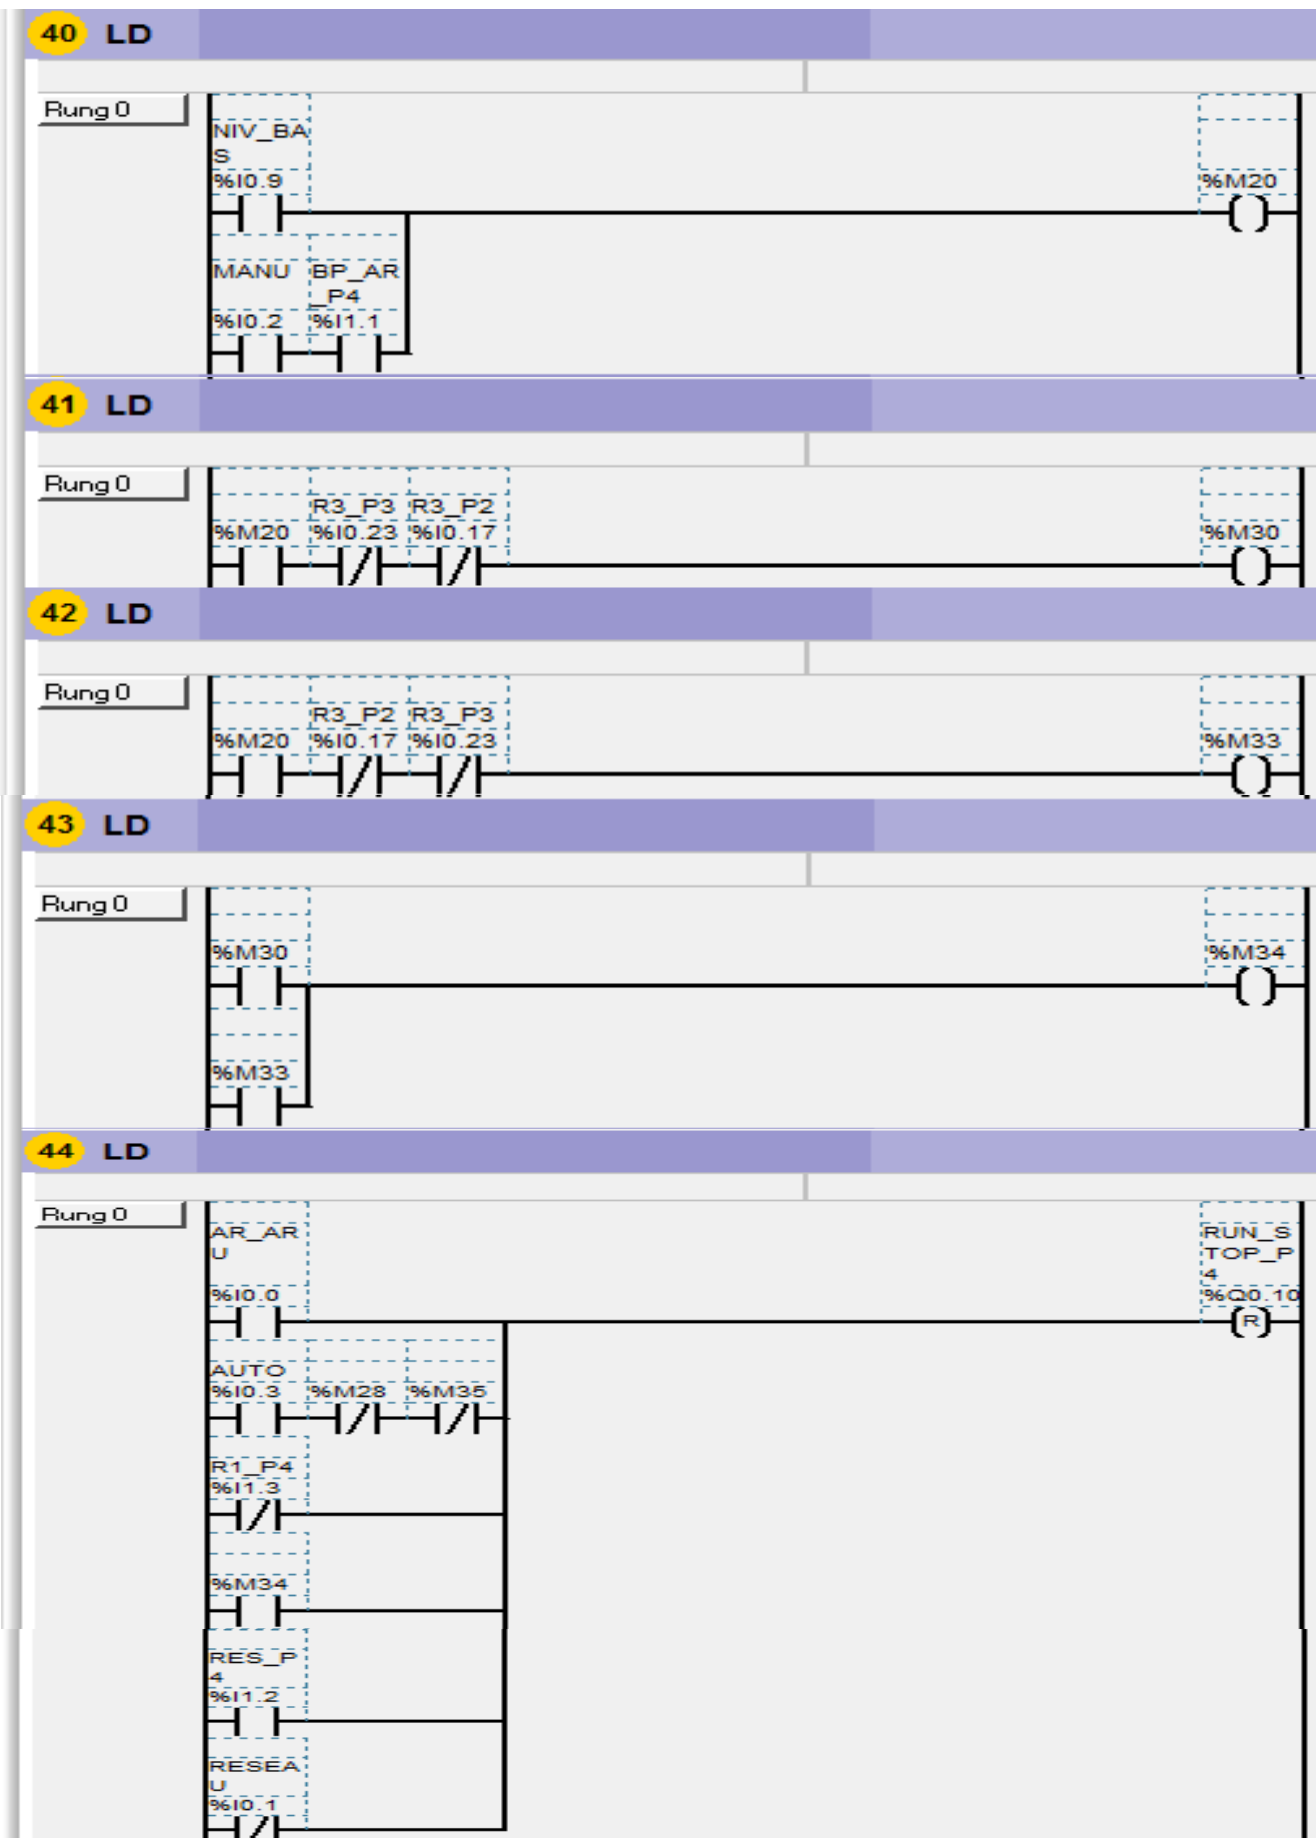 40 LD
Rung 0
NIV_BA
S
%I0.9 %M20
MANU BP_AR
_P4
%I0.2 %I1.1
41 LD
Rung 0
R3_P3 R3_P2
%M20 %I0.23 %I0.17 %M30
42 LD
Rung 0
R3_P2 R3_P3
%M20 %I0.17 %I0.23 %M33
43 LD
Rung 0
%M30 %M34
%M33
44 LD
Rung 0
AR_AR RUN_S
U TOP_P
4
%I0.0 %Q0.10
R
AUTO
%I0.3 %M28 %M35
R1_P4
%I1.3
%M34
RES_P
4
%I1.2
RESEA
U
%I0.1